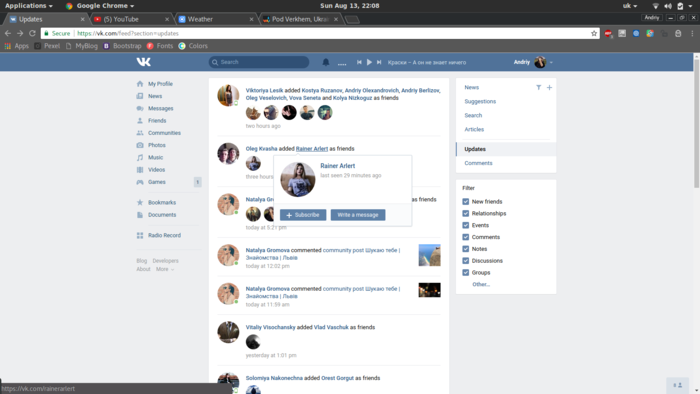 Applications ▾ Google Chrome ▾ Sun Aug 13, 22:08 uk ▾
Updates (5) YouTube Weather Pod Verkhem, Ukra Andriy
Secure https://vk.com/feed?section=updates
Apps Pexel MyBlog Bootstrap Fonts Colors
Search Краски – А он не знает ничего Andriy
My Profile
News
Messages
Friends
Communities
Photos
Music
Videos
Games
Bookmarks
Documents
Radio Record
Blog Developers
About More
Viktoriya Lesik added Kostya Ruzanov, Andriy Olexandrovich, Andriy Berlizov,
Oleg Veselovich, Vova Seneta and Kolya Nizkoguz as friends
two hours ago
Oleg Kvasha added Rainer Arlert as friends
three hours
Rainer Arlert
last seen 29 minutes ago
Subscribe Write a message
Natalya Gr s friends
today at 5:21 pm
Natalya Gromova commented community post Шукаю тебе |
Знайомства | Львів
today at 12:02 pm
Natalya Gromova commented community post Шукаю тебе |
Знайомства | Львів
today at 11:59 am
Vitaliy Visochansky added Vlad Vaschuk as friends
yesterday at 1:01 pm
Solomiya Nakonechna added Orest Gorgut as friends
News
Suggestions
Search
Articles
Updates
Comments
Filter
New friends
Relationships
Events
Comments
Notes
Discussions
Groups
Other...
https://vk.com/rainerarlert